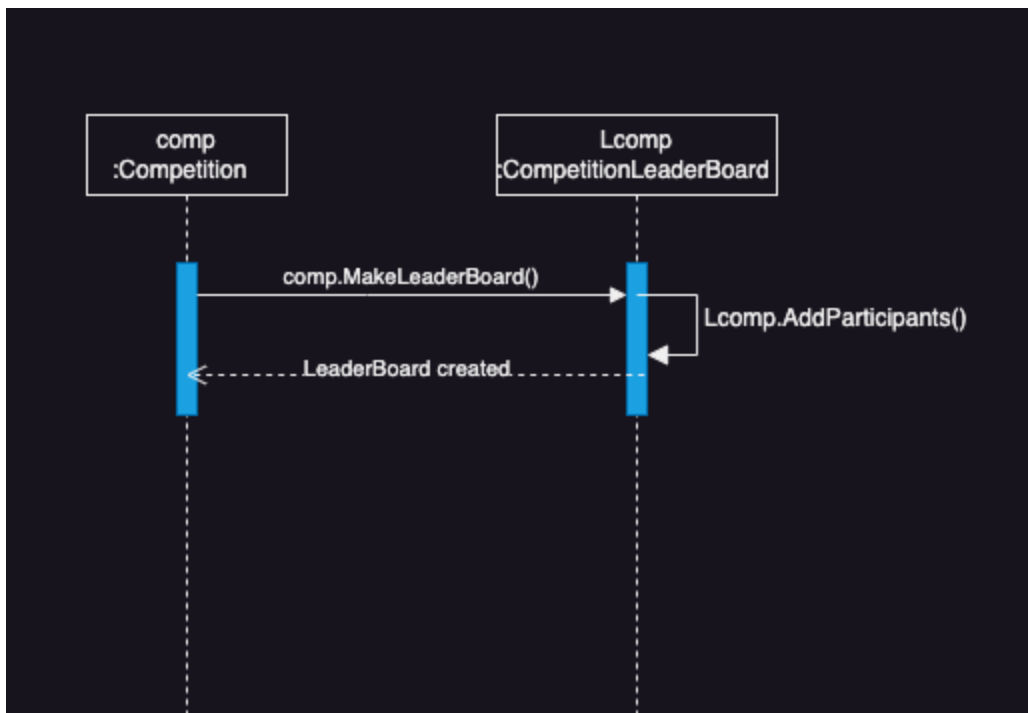 comp
:Competition
Lcomp
:CompetitionLeaderBoard
comp.MakeLeaderBoard()
Lcomp.AddParticipants()
LeaderBoard created